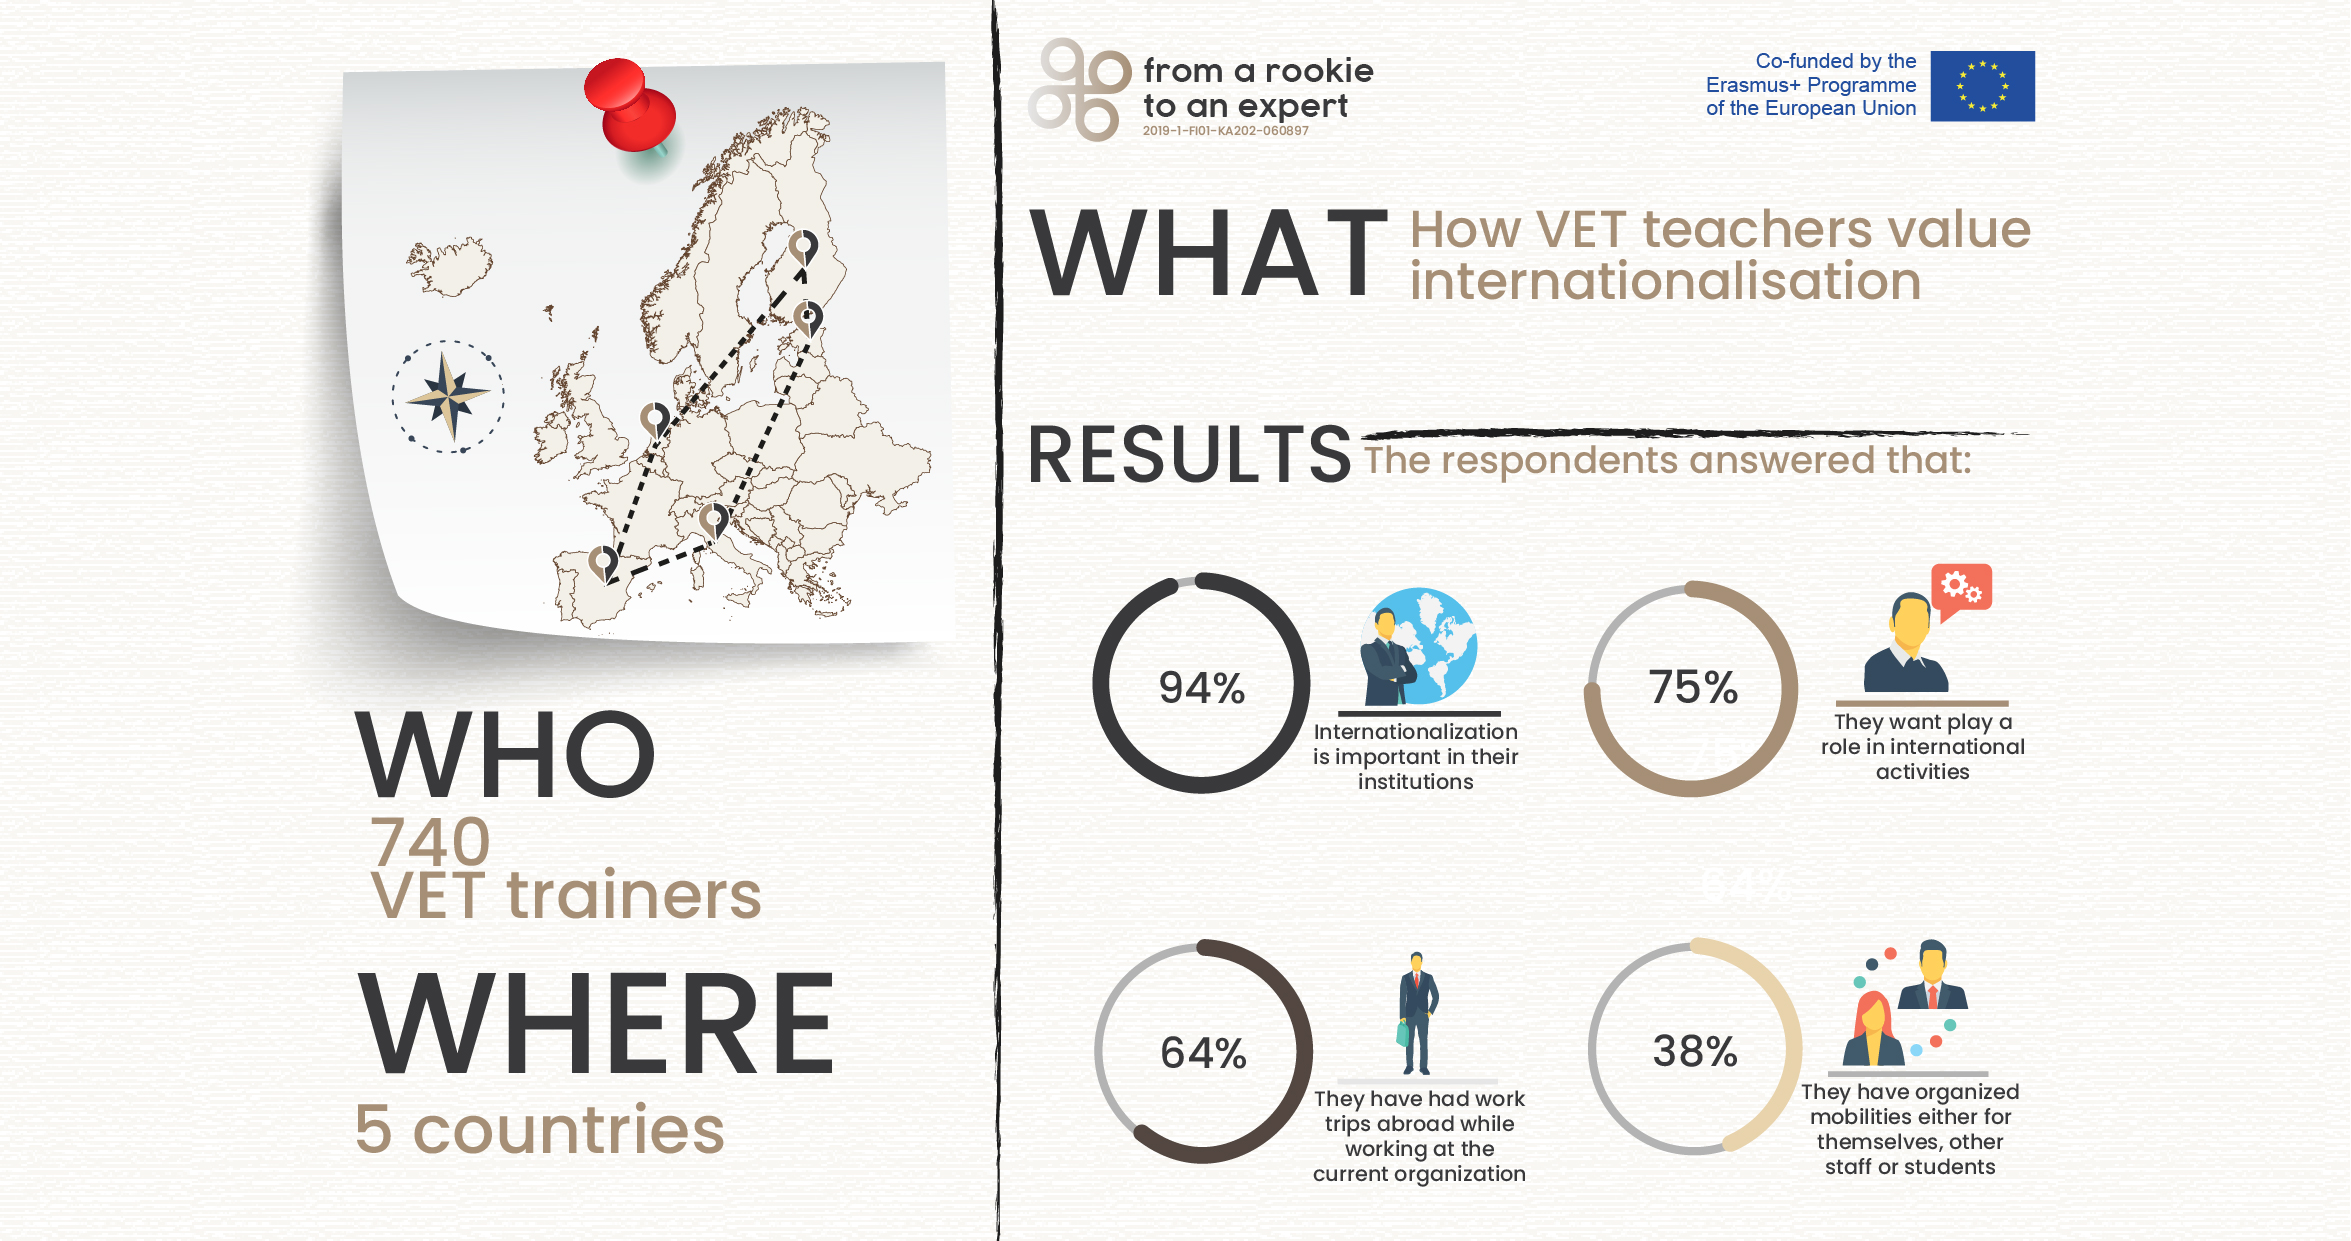 WHO
740
VET trainers
WHERE
5 countries
from a rookie
to an expert
2019-1-FI01-KA202-060897
Co-funded by the
Erasmus+ Programme
of the European Union
WHAT
How VET teachers value
internationalisation
RESULTS
The respondents answered that:
94%
Internationalization
is important in their
institutions
75%
They want play a
role in international
activities
64%
64%
They have had work
trips abroad while
working at the
current organization
38%
They have organized
mobilities either for
themselves, other
staff or students